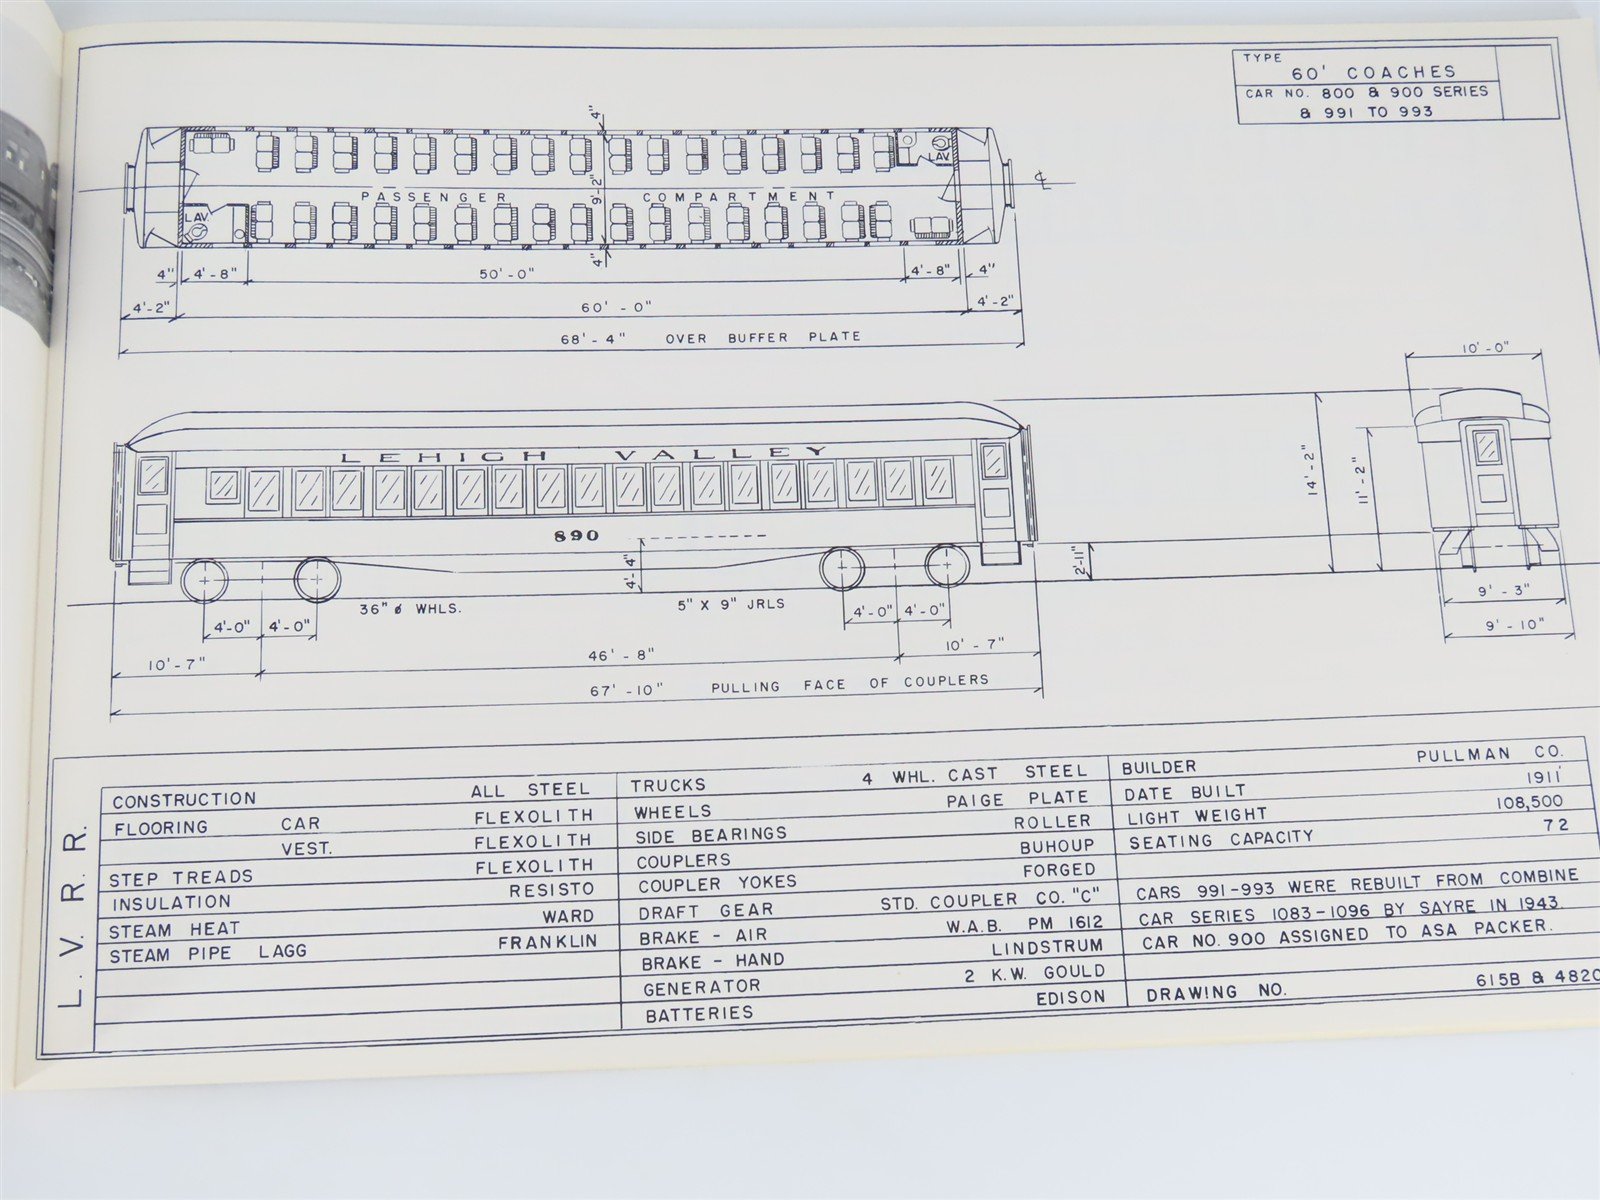 TYPE
60' COACHES
CAR NO. 800 & 900 SERIES
& 991 TO 993
4"
LAV.
℄
PASSENGER 9'-2" COMPARTMENT
LAV.
4"
4" 4'-8" 50'-0" 4'-8" 4"
4'-2" 60'-0" 4'-2"
68'-4" OVER BUFFER PLATE
10'-0"
LEHIGH VALLEY
14'-2"
11'-2"
890
4'-4"
2'-11"
36"ø WHLS. 5" X 9" JRLS
9'-3"
4'-0" 4'-0" 4'-0" 4'-0"
9'-10"
10'-7" 46'-8" 10'-7"
67'-10" PULLING FACE OF COUPLERS
L. V. R. R.
CONSTRUCTION ALL STEEL
FLOORING CAR FLEXOLITH
VEST. FLEXOLITH
STEP TREADS FLEXOLITH
INSULATION RESISTO
STEAM HEAT WARD
STEAM PIPE LAGG FRANKLIN
TRUCKS 4 WHL. CAST STEEL
WHEELS PAIGE PLATE
SIDE BEARINGS ROLLER
COUPLERS BUHOUP
COUPLER YOKES FORGED
DRAFT GEAR STD. COUPLER CO. "C"
BRAKE - AIR W.A.B. PM 1612
BRAKE - HAND LINDSTRUM
GENERATOR 2 K.W. GOULD
BATTERIES EDISON
BUILDER PULLMAN CO.
DATE BUILT 1911
LIGHT WEIGHT 108,500
SEATING CAPACITY 72
CARS 991-993 WERE REBUILT FROM COMBINE
CAR SERIES 1083-1096 BY SAYRE IN 1943.
CAR NO. 900 ASSIGNED TO ASA PACKER.
DRAWING NO. 615B & 482C